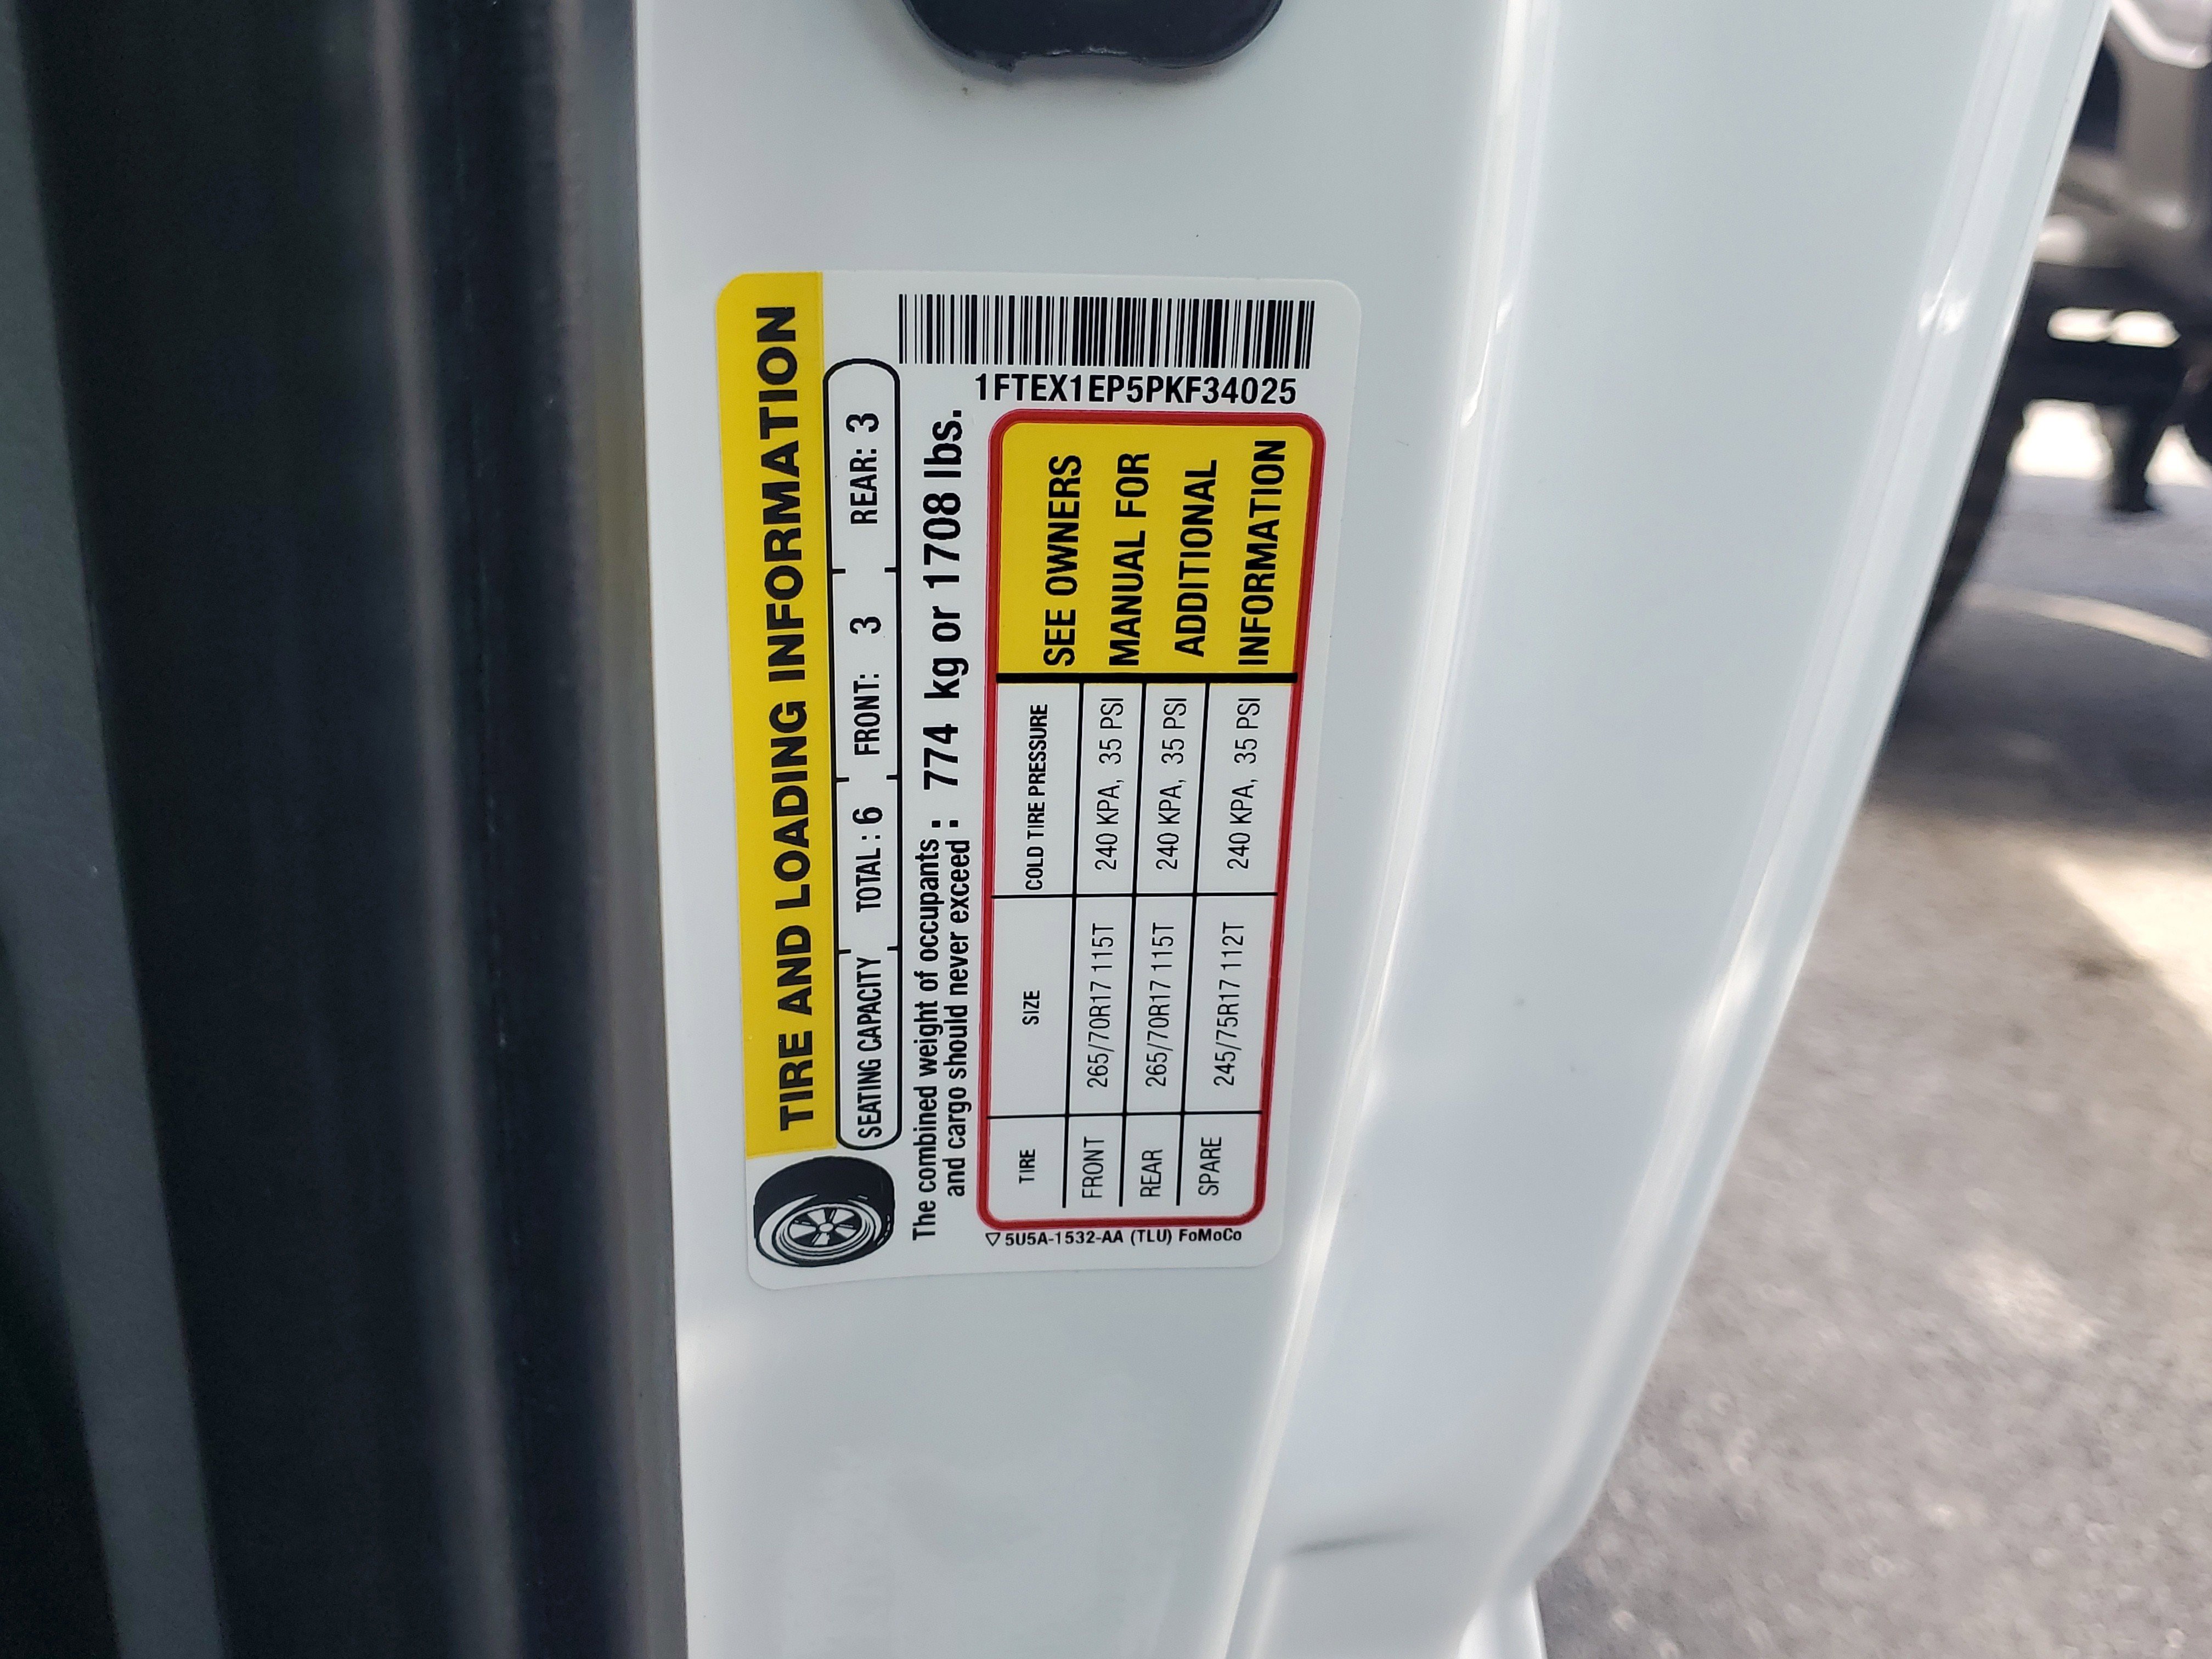 TIRE AND LOADING INFORMATION
SEATING CAPACITY TOTAL : 6 FRONT: 3 REAR: 3
The combined weight of occupants :
and cargo should never exceed : 774 kg or 1708 lbs.
1FTEX1EP5PKF34025
TIRE SIZE COLD TIRE PRESSURE
FRONT 265/70R17 115T 240 KPA, 35 PSI
REAR 265/70R17 115T 240 KPA, 35 PSI
SPARE 245/75R17 112T 240 KPA, 35 PSI
SEE OWNERS
MANUAL FOR
ADDITIONAL
INFORMATION
▽ 5U5A-1532-AA (TLU) FoMoCo